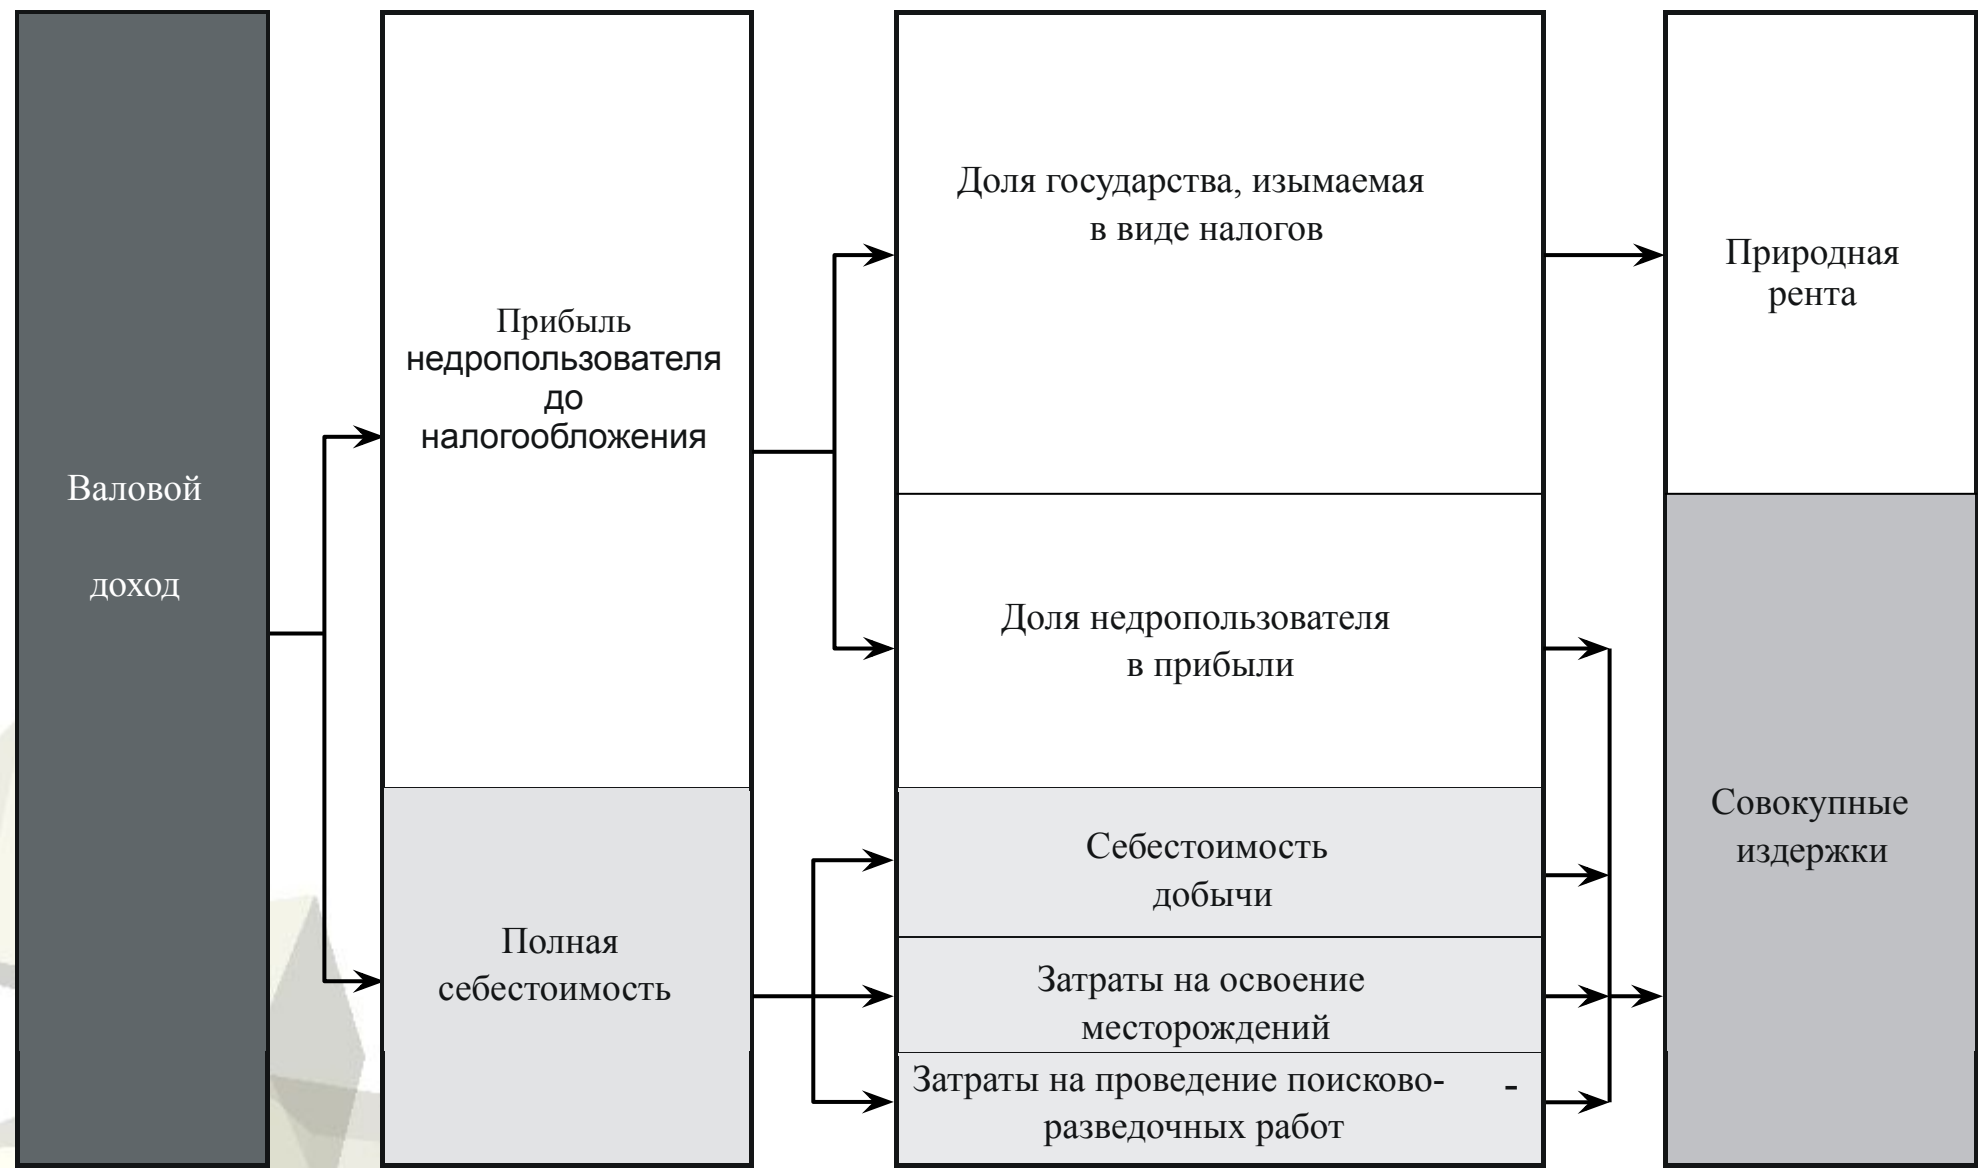 Валовой
доход
Прибыль
недропользователя
до
налогообложения
Полная
себестоимость
Доля государства, изымаемая
в виде налогов
Доля недропользователя
в прибыли
Себестоимость
добычи
Затраты на освоение
месторождений
Затраты на проведение поисково- -
разведочных работ
Природная
рента
Совокупные
издержки